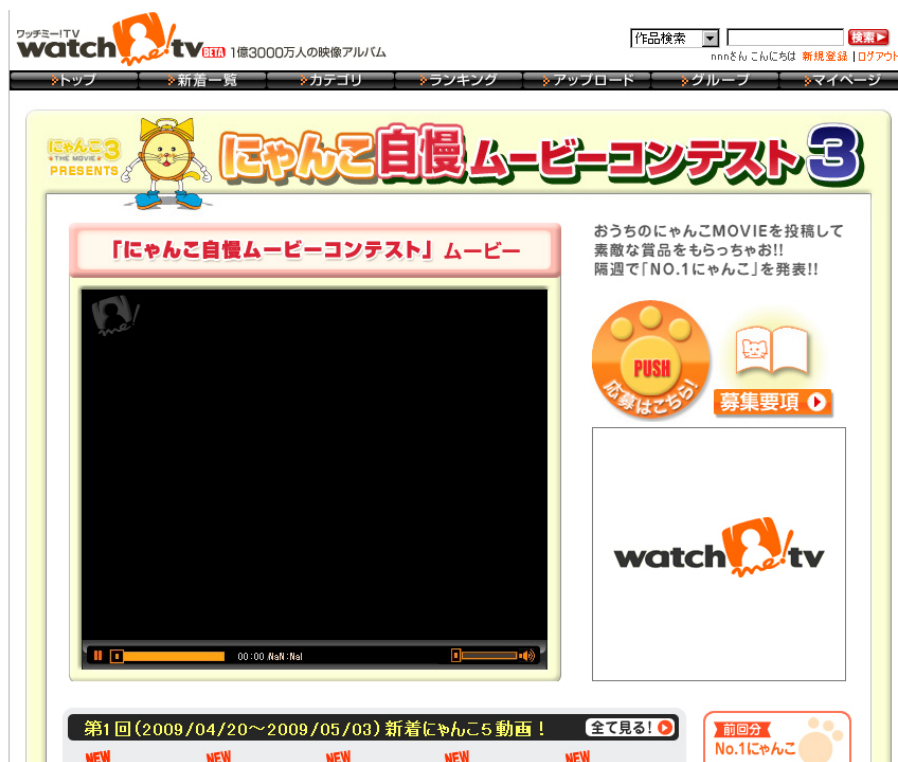 ワッチミー!TV
watch me! tv BETA 1億3000万人の映像アルバム
作品検索 検索
nnnさん こんにちは 新規登録 | ログアウト
トップ 新着一覧 カテゴリ ランキング アップロード グループ マイページ
にゃんこ3
THE MOVIE
PRESENTS
にゃんこ自慢ムービーコンテスト3
「にゃんこ自慢ムービーコンテスト」ムービー
おうちのにゃんこMOVIEを投稿して
素敵な賞品をもらっちゃお!!
隔週で「NO.1にゃんこ」を発表!!
me!
PUSH
応募はこちら!
募集要項
watch me! tv
00:00 /NaN:NaN
第1回(2009/04/20〜2009/05/03)新着にゃんこ5動画! 全て見る!
NEW NEW NEW NEW NEW
前回分
No.1にゃんこ